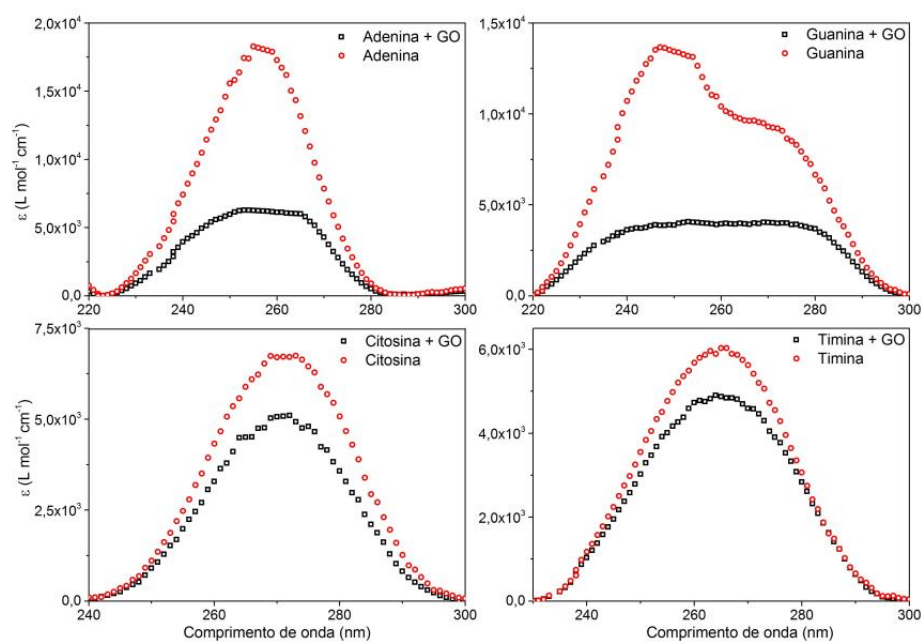 2,0x10⁴
1,5x10⁴
1,0x10⁴
5,0x10³
0,0
220 240 260 280 300
Adenina + GO
Adenina
1,5x10⁴
1,0x10⁴
5,0x10³
0,0
220 240 260 280 300
Guanina + GO
Guanina
ε (L mol⁻¹ cm⁻¹)
7,5x10³
5,0x10³
2,5x10³
0,0
240 260 280 300
Citosina + GO
Citosina
Comprimento de onda (nm)
6,0x10³
4,0x10³
2,0x10³
0,0
240 260 280 300
Timina + GO
Timina
Comprimento de onda (nm)
ε (L mol⁻¹ cm⁻¹)